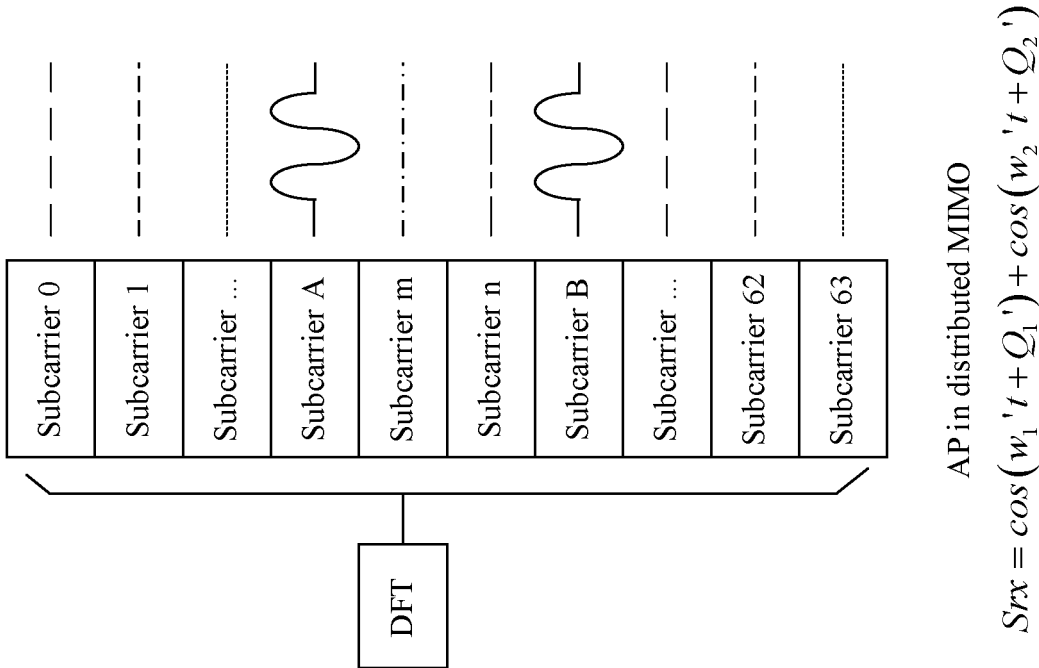 DFT
Subcarrier 0
Subcarrier 1
Subcarrier ...
Subcarrier A
Subcarrier m
Subcarrier n
Subcarrier B
Subcarrier ...
Subcarrier 62
Subcarrier 63
AP in distributed MIMO
Srx = cos(w₁'t + Q₁') + cos(w₂'t + Q₂')